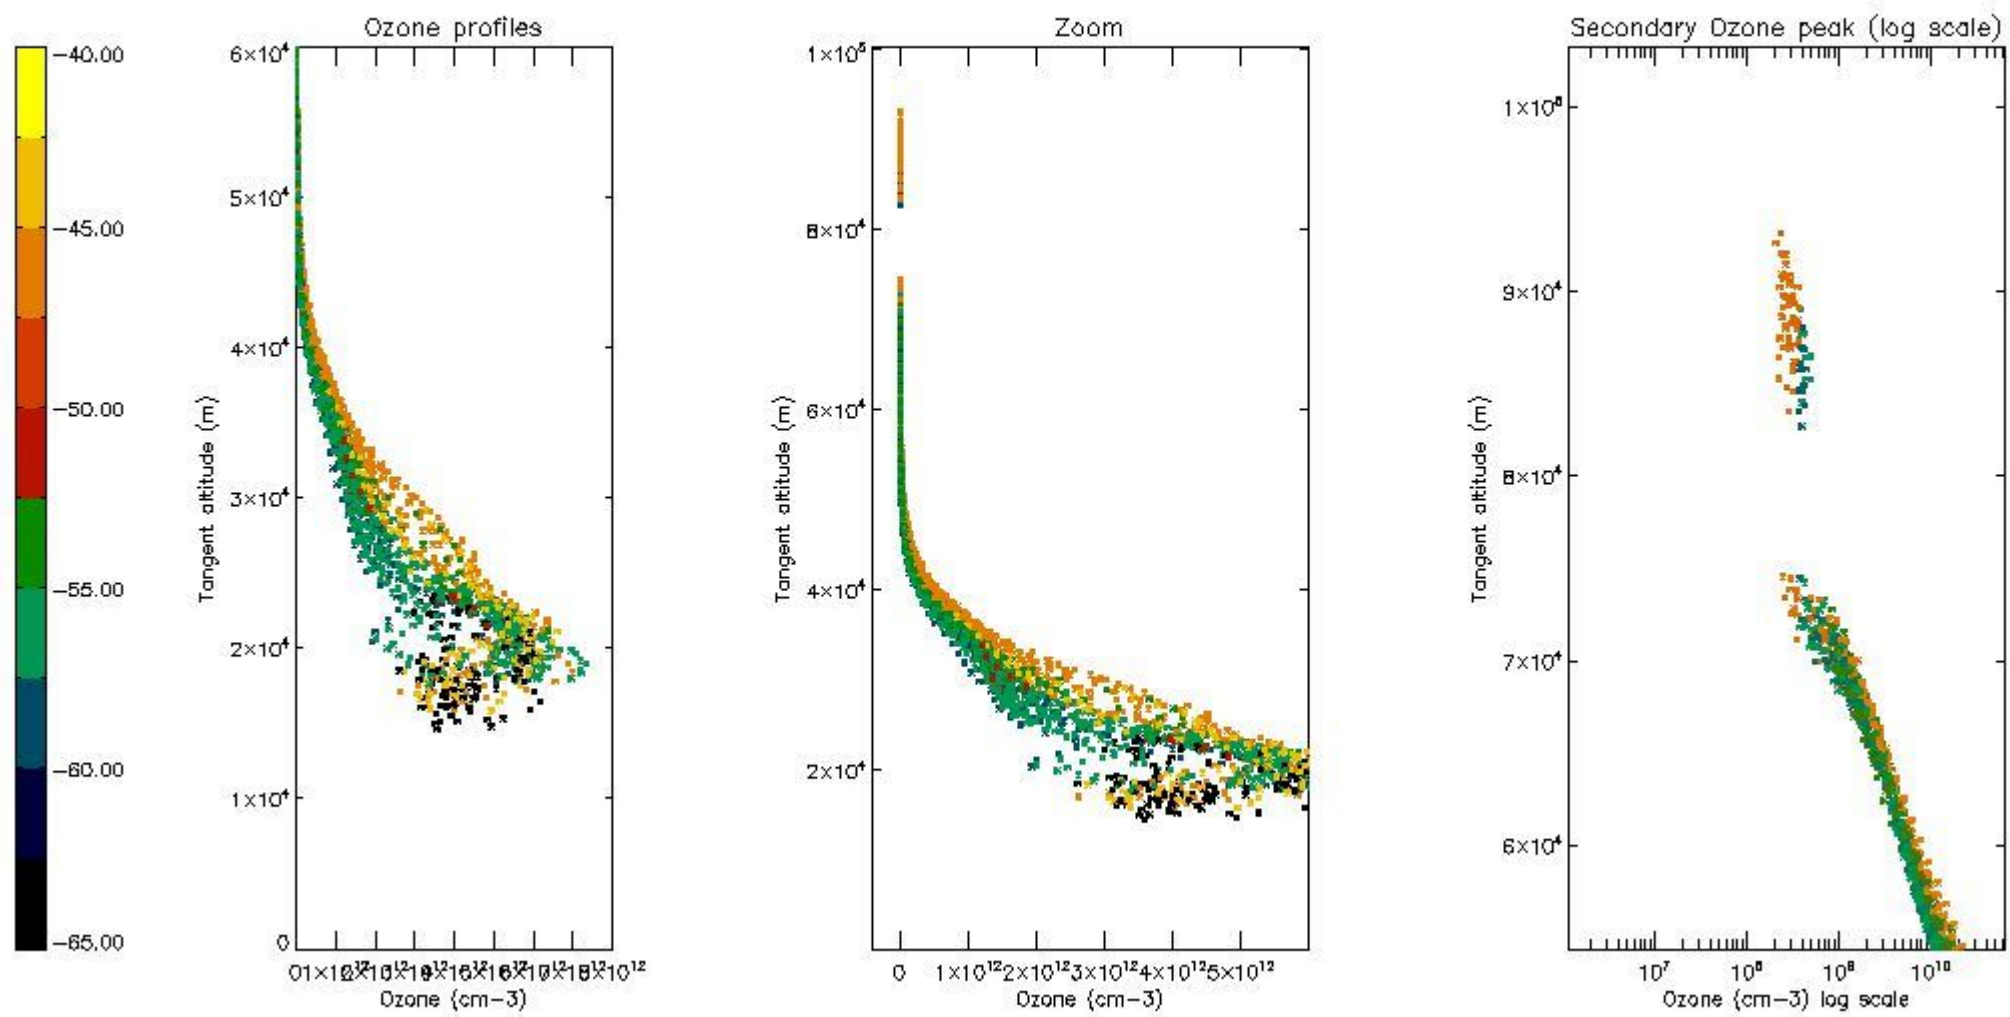 Ozone profiles
Zoom
Secondary Ozone peak (log scale)
-40.00
-45.00
-50.00
-55.00
-60.00
-65.00
6×10⁴
5×10⁴
4×10⁴
3×10⁴
2×10⁴
1×10⁴
0
Tangent altitude (m)
Ozone (cm-3)
1×10⁵
8×10⁴
6×10⁴
4×10⁴
2×10⁴
Tangent altitude (m)
0 1×10¹² 2×10¹² 3×10¹² 4×10¹² 5×10¹²
Ozone (cm-3)
1×10⁵
9×10⁴
8×10⁴
7×10⁴
6×10⁴
Tangent altitude (m)
10⁷ 10⁸ 10⁹ 10¹⁰
Ozone (cm-3) log scale